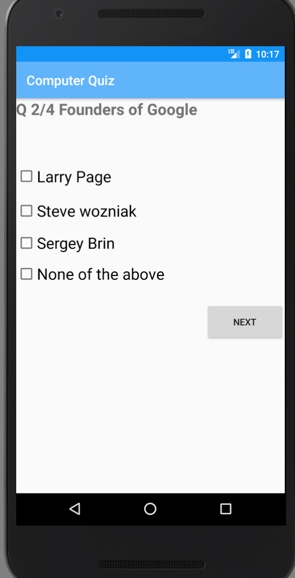 10:17
Computer Quiz
Q 2/4 Founders of Google
Larry Page
Steve wozniak
Sergey Brin
None of the above
NEXT